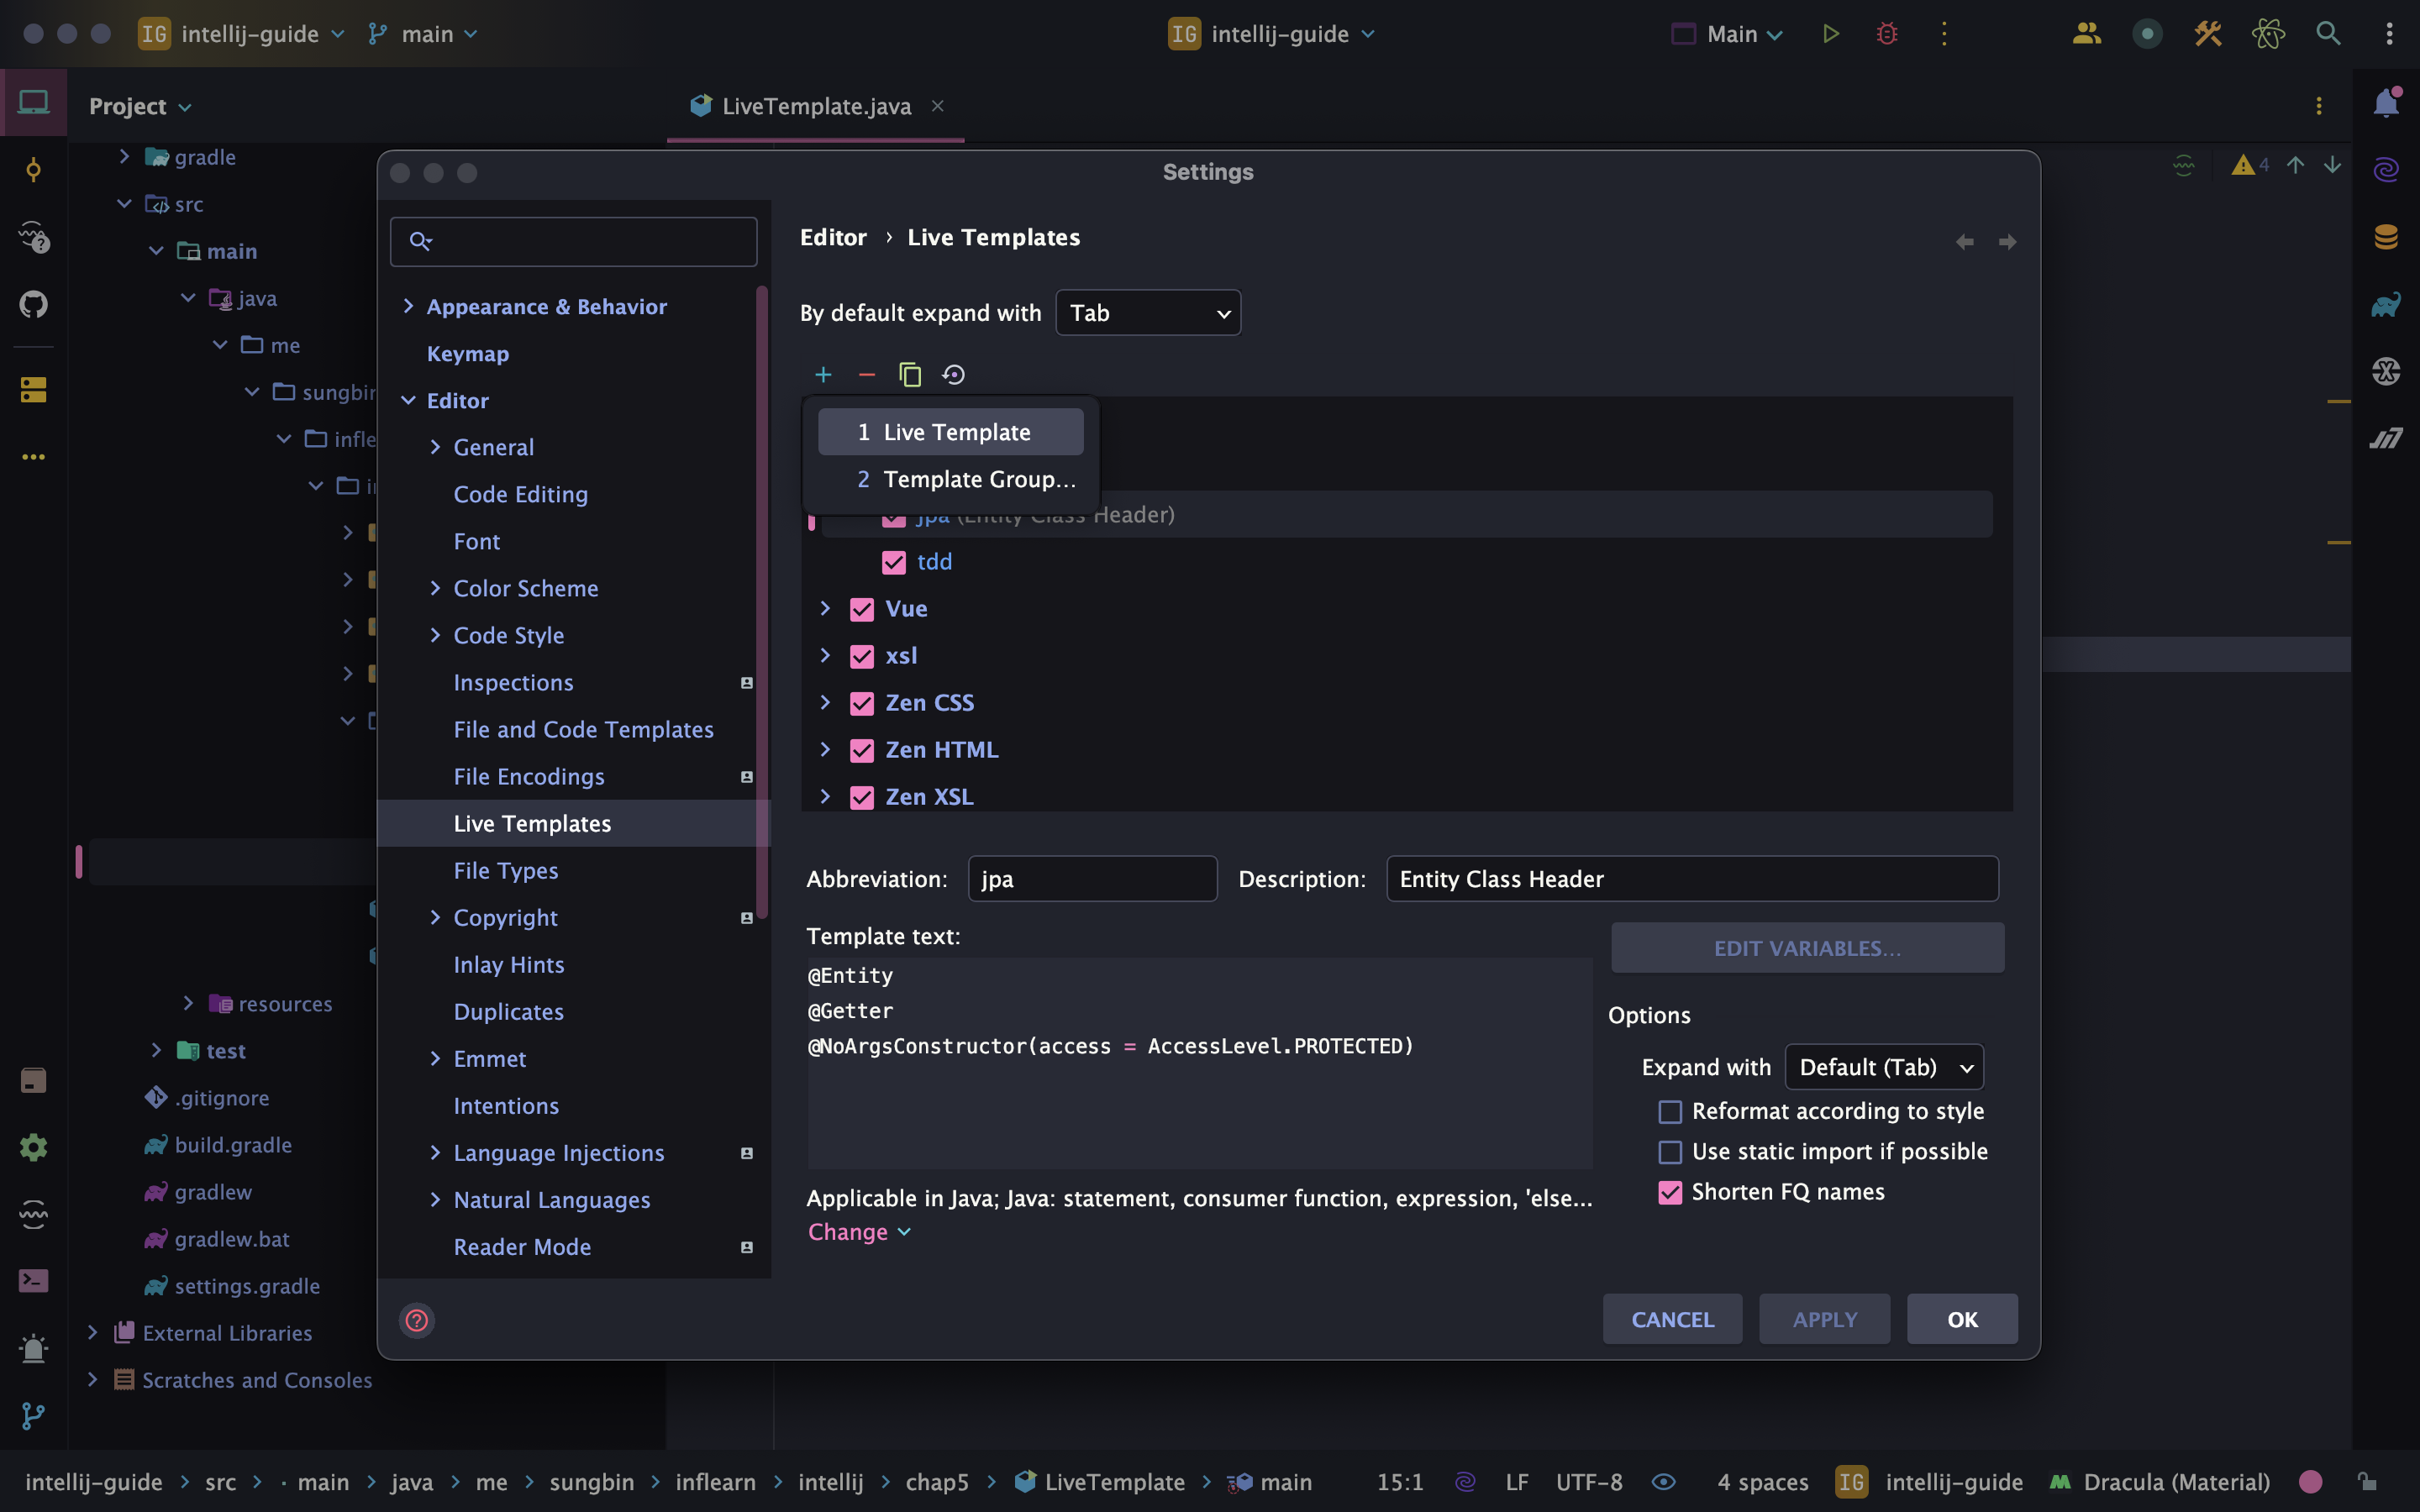 IG intellij-guide main
IG intellij-guide
Main
Project
LiveTemplate.java
4
gradle
src
main
java
me
sungbin
infle
resources
test
.gitignore
build.gradle
gradlew
gradlew.bat
settings.gradle
External Libraries
Scratches and Consoles
Settings
Appearance & Behavior
Keymap
Editor
General
Code Editing
Font
Color Scheme
Code Style
Inspections
File and Code Templates
File Encodings
Live Templates
File Types
Copyright
Inlay Hints
Duplicates
Emmet
Intentions
Language Injections
Natural Languages
Reader Mode
Editor › Live Templates
By default expand with Tab
1 Live Template
2 Template Group...
jpa (Entity Class Header)
tdd
Vue
xsl
Zen CSS
Zen HTML
Zen XSL
Abbreviation: jpa Description: Entity Class Header
Template text:
@Entity
@Getter
@NoArgsConstructor(access = AccessLevel.PROTECTED)
EDIT VARIABLES...
Options
Expand with Default (Tab)
Reformat according to style
Use static import if possible
Shorten FQ names
Applicable in Java; Java: statement, consumer function, expression, 'else...
Change
CANCEL APPLY OK
intellij-guide > src > main > java > me > sungbin > inflearn > intellij > chap5 > LiveTemplate > main 15:1 LF UTF-8 4 spaces IG intellij-guide Dracula (Material)